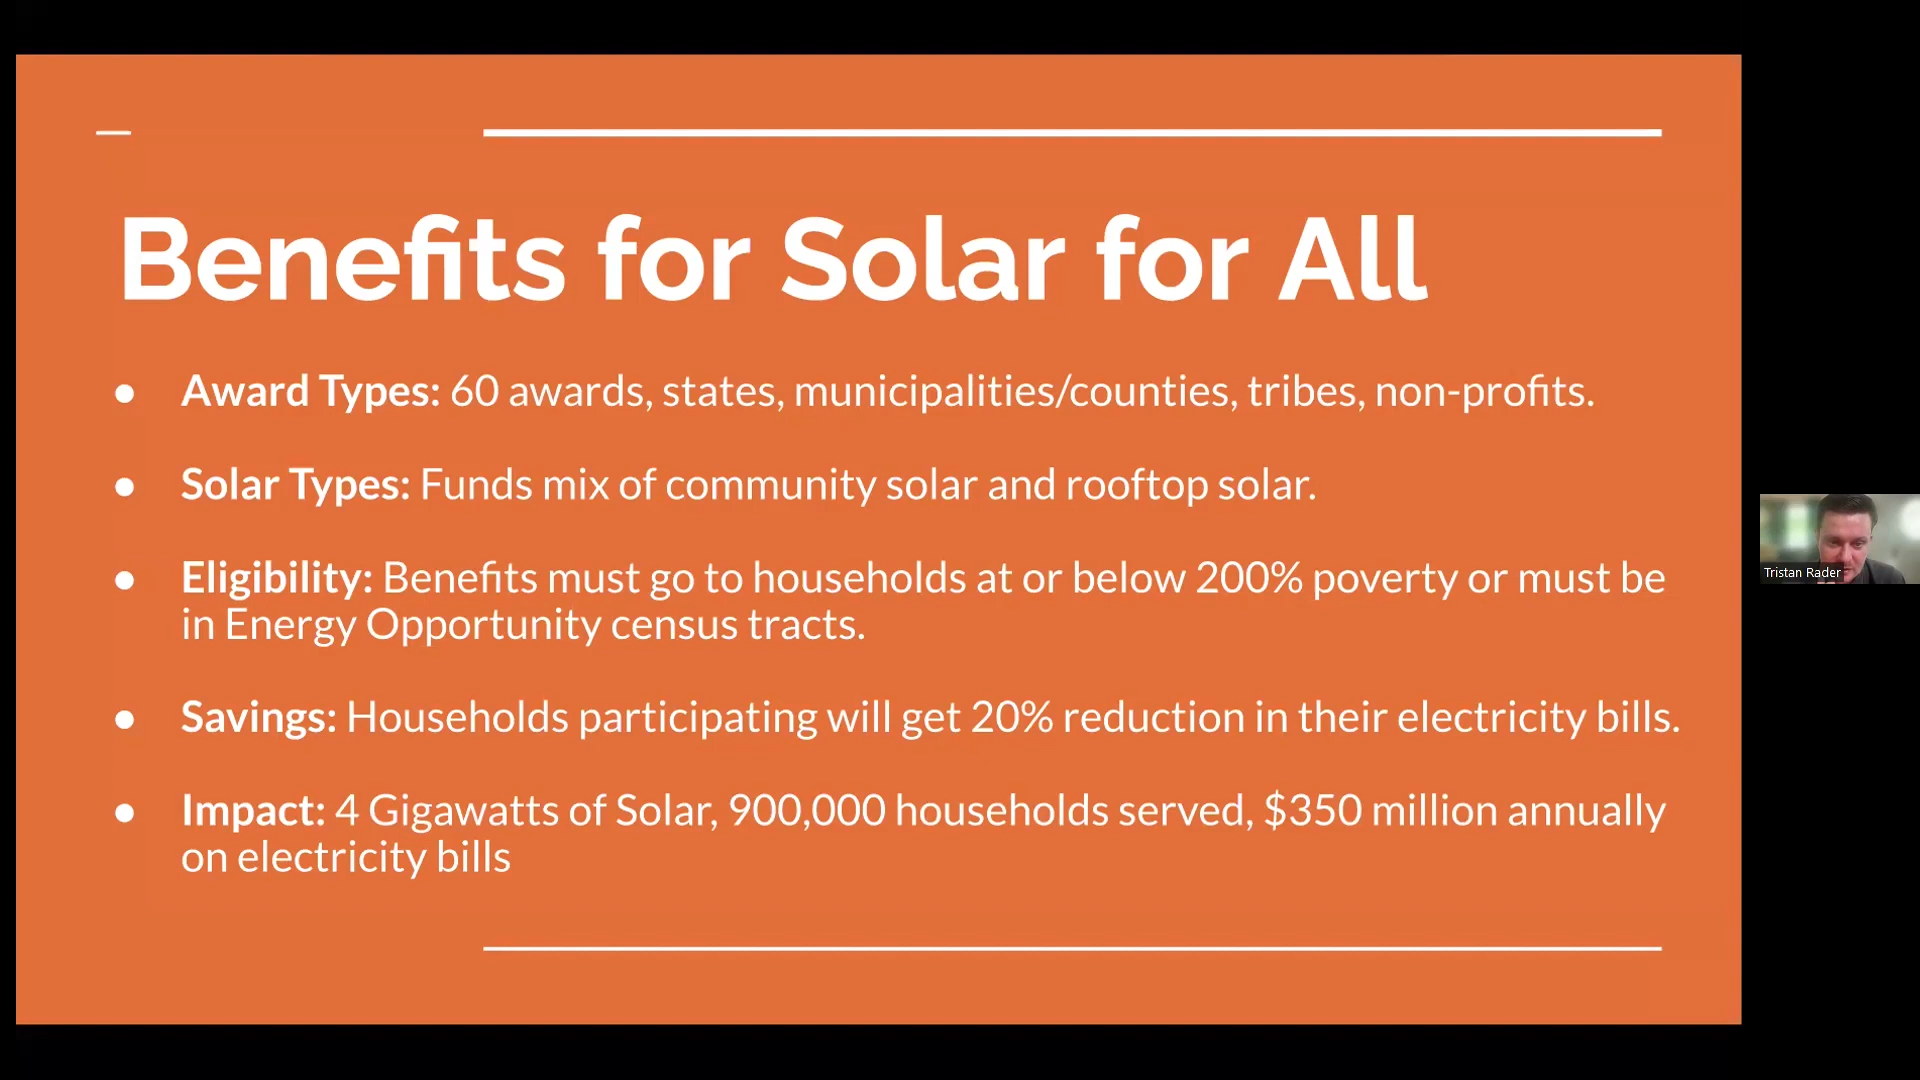 Benefits for Solar for All
● Award Types: 60 awards, states, municipalities/counties, tribes, non-profits.
● Solar Types: Funds mix of community solar and rooftop solar.
● Eligibility: Benefits must go to households at or below 200% poverty or must be
in Energy Opportunity census tracts.
● Savings: Households participating will get 20% reduction in their electricity bills.
● Impact: 4 Gigawatts of Solar, 900,000 households served, $350 million annually
on electricity bills
Tristan Rader